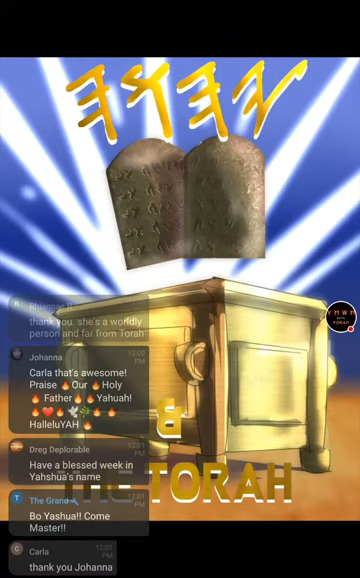 𐤉𐤄𐤅𐤄
Y M W M
TORAH
thank you. she's a worldly
person and far from Torah
Johanna 12:00 PM
Carla that's awesome!
Praise 🔥Our 🔥Holy
🔥 Father🔥🔥Yahuah!
🔥❤️🔥🕊️🌿🔥🔥
HalleluYAH 🔥
Dreg Deplorable 12:01 PM
Have a blessed week in
Yahshua's name
T The Grand🔧 12:01 PM
Bo Yashua!! Come
Master!!
C Carla PM
thank you Johanna
&
THE TORAH